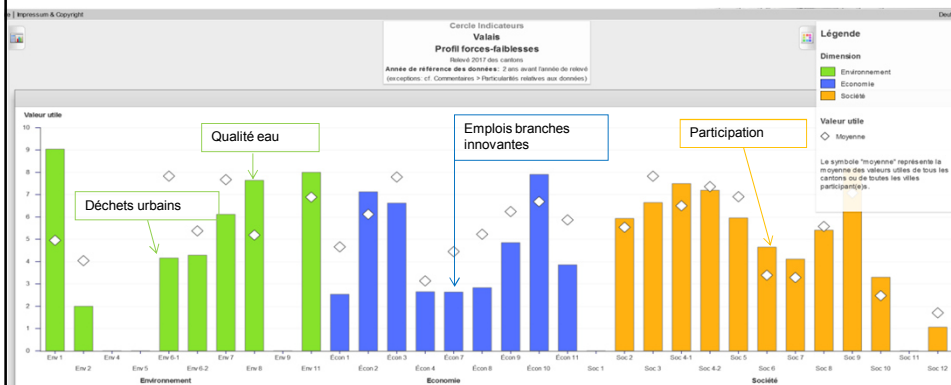 | Impressum & Copyright
Cercle Indicateurs
Valais
Profil forces-faiblesses
Relevé 2017 des cantons
Année de référence des données: 2 ans avant l'année de relevé
(exceptions: cf. Commentaires > Particularités relatives aux données)
Légende
Dimension
Environnement
Economie
Société
Valeur utile
Moyenne
Le symbole "moyenne" représente la
moyenne des valeurs utiles de tous les
cantons ou de toutes les villes
participant(e)s.
Valeur utile
10
9
8
7
6
5
4
3
2
1
0
Qualité eau
Déchets urbains
Emplois branches
innovantes
Participation
Env 1
Env 2
Env 4
Env 5
Env 6-1
Env 6-2
Env 7
Env 8
Env 9
Env 11
Écon 1
Écon 2
Écon 3
Écon 4
Écon 7
Écon 8
Écon 9
Écon 10
Écon 11
Soc 1
Soc 2
Soc 3
Soc 4-1
Soc 4-2
Soc 5
Soc 6
Soc 7
Soc 8
Soc 9
Soc 10
Soc 11
Soc 12
Environnement
Economie
Société